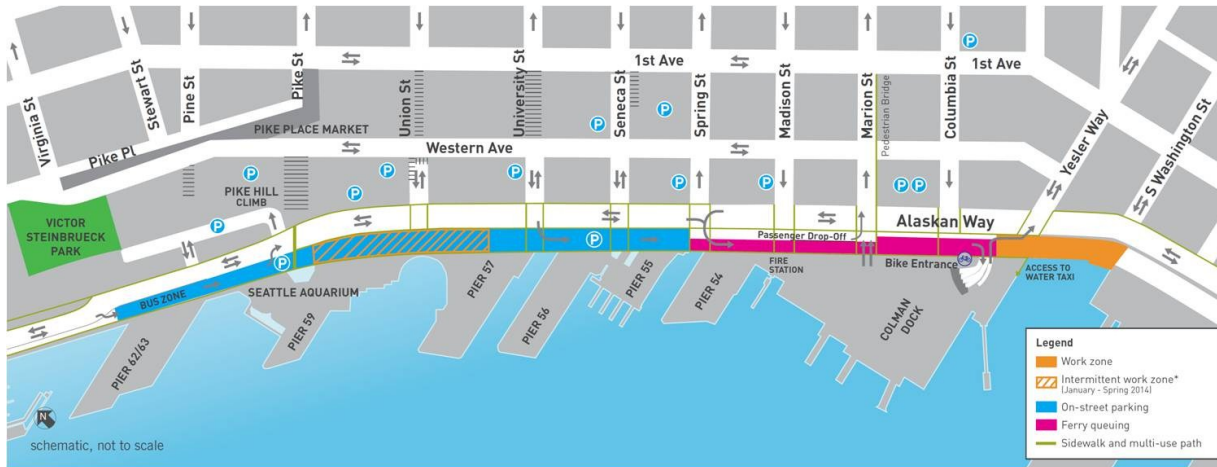 Virginia St
Stewart St
Pine St
Pike St
Union St
University St
Seneca St
Spring St
Madison St
Marion St
Columbia St
Yesler Way
S Washington St
1st Ave
1st Ave
P
P
P
Pedestrian Bridge
PIKE PLACE MARKET
Pike Pl
Western Ave
P
P
P
P
P
P P
PIKE HILL
CLIMB
P
VICTOR
STEINBRUECK
PARK
Alaskan Way
P
Passenger Drop-Off
P
BUS ZONE
SEATTLE AQUARIUM
FIRE
STATION
Bike Entrance
ACCESS TO
WATER TAXI
PIER 62/63
PIER 59
PIER 57
PIER 56
PIER 55
PIER 54
COLMAN
DOCK
Legend
Work zone
Intermittent work zone*
(January - Spring 2014)
On-street parking
Ferry queuing
Sidewalk and multi-use path
N
schematic, not to scale